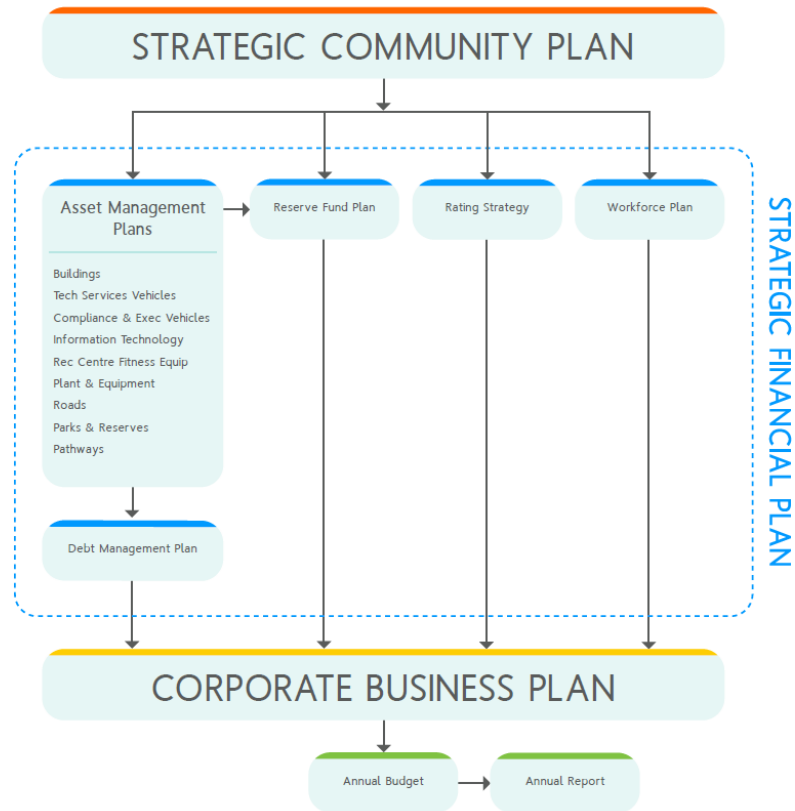 STRATEGIC COMMUNITY PLAN
Asset Management
Plans
Buildings
Tech Services Vehicles
Compliance & Exec Vehicles
Information Technology
Rec Centre Fitness Equip
Plant & Equipment
Roads
Parks & Reserves
Pathways
Reserve Fund Plan
Rating Strategy
Workforce Plan
STRATEGIC FINANCIAL PLAN
Debt Management Plan
CORPORATE BUSINESS PLAN
Annual Budget
Annual Report